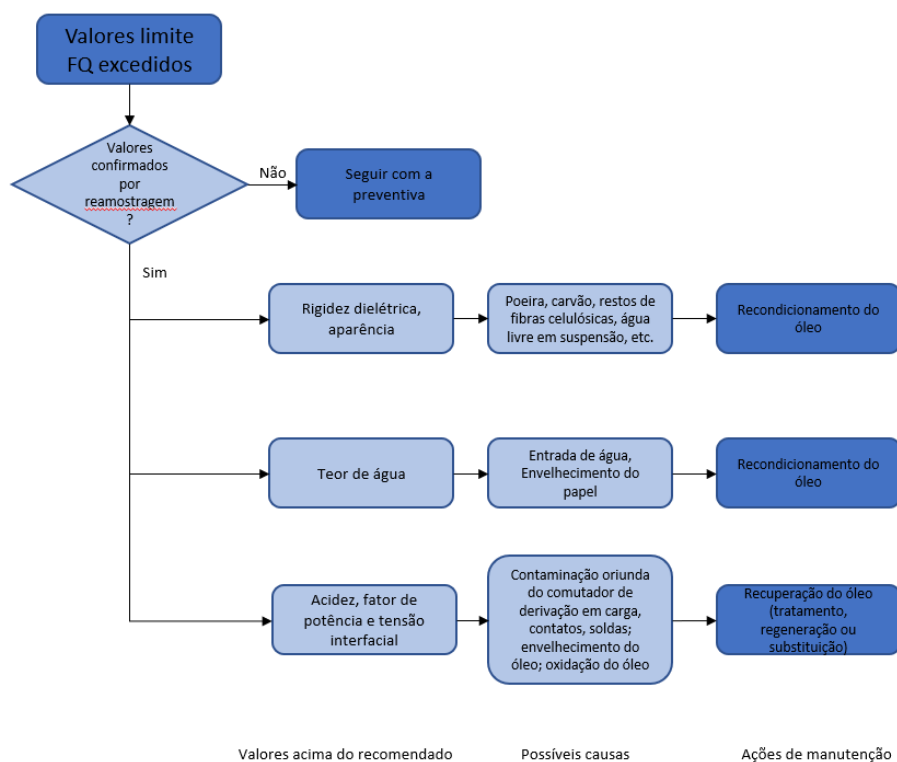 Valores limite
FQ excedidos
Valores
confirmados
por
reamostragem
?
Não
Seguir com a
preventiva
Sim
Rigidez dielétrica,
aparência
Poeira, carvão, restos de
fibras celulósicas, água
livre em suspensão, etc.
Recondicionamento do
óleo
Teor de água
Entrada de água,
Envelhecimento do
papel
Recondicionamento do
óleo
Acidez, fator de
potência e tensão
interfacial
Contaminação oriunda
do comutador de
derivação em carga,
contatos, soldas;
envelhecimento do
óleo; oxidação do óleo
Recuperação do óleo
(tratamento,
regeneração ou
substituição)
Valores acima do recomendado
Possíveis causas
Ações de manutenção